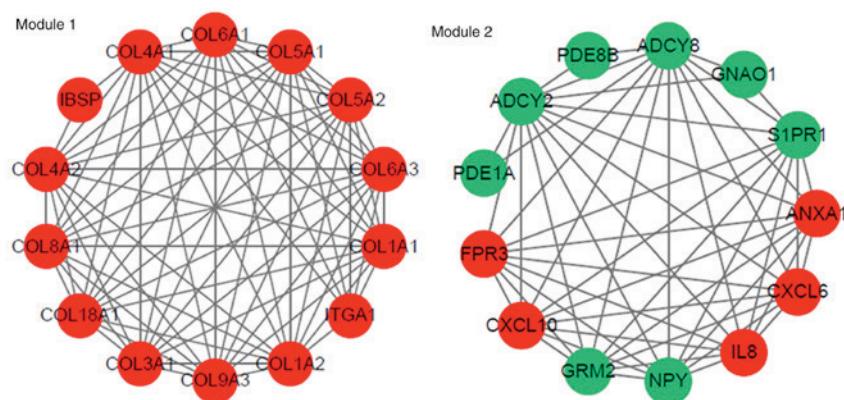 Module 1
COL6A1
COL4A1
COL5A1
IBSP
COL5A2
COL4A2
COL6A3
COL8A1
COL1A1
COL18A1
ITGA1
COL3A1
COL1A2
COL9A3
Module 2
ADCY8
PDE8B
GNAO1
ADCY2
S1PR1
PDE1A
ANXA1
FPR3
CXCL6
CXCL10
IL8
GRM2
NPY